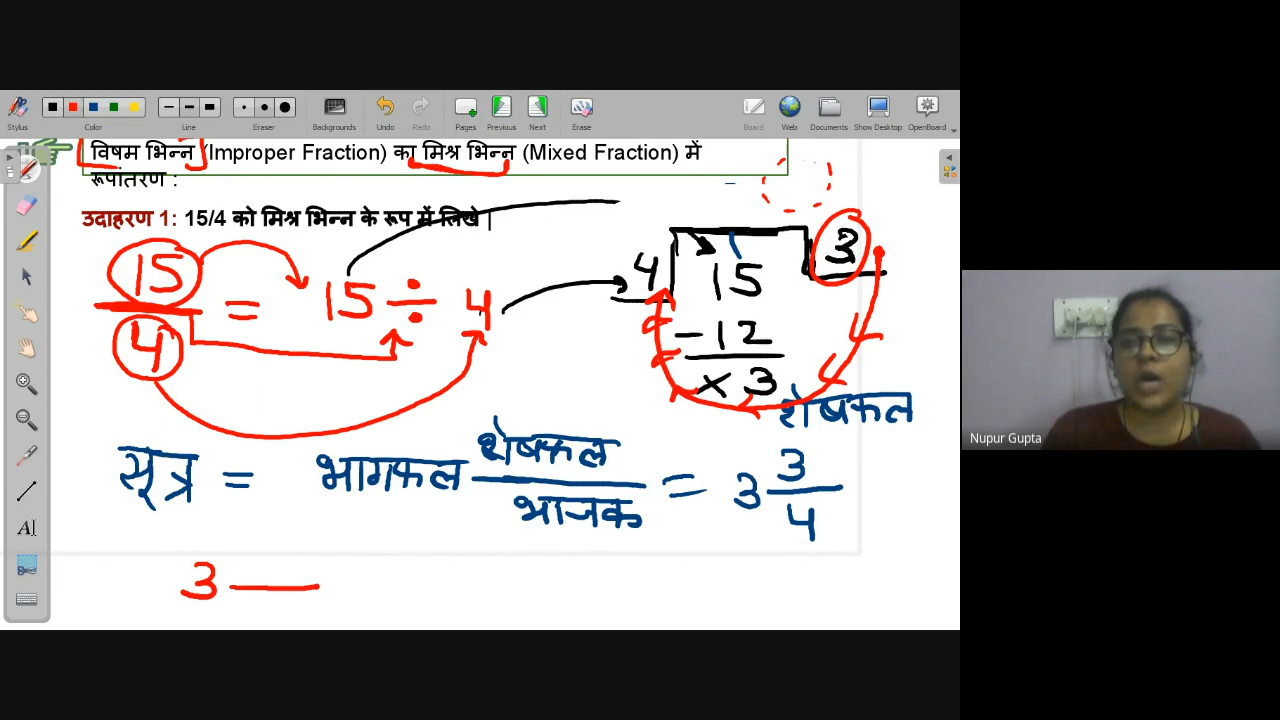 Stylus Color Line Eraser Backgrounds Undo Redo Pages Previous Next Erase Board Web Documents Show Desktop OpenBoard
विषम भिन्न (Improper Fraction) का मिश्र भिन्न (Mixed Fraction) में
रूपांतरण :
उदाहरण 1: 15/4 को मिश्र भिन्न के रूप में लिखे |
15/4 = 15 ÷ 4
4 15 3
-12
× 3
शेषफल
सूत्र = भागफल शेषफल/भाजक = 3 3/4
3 —
Nupur Gupta